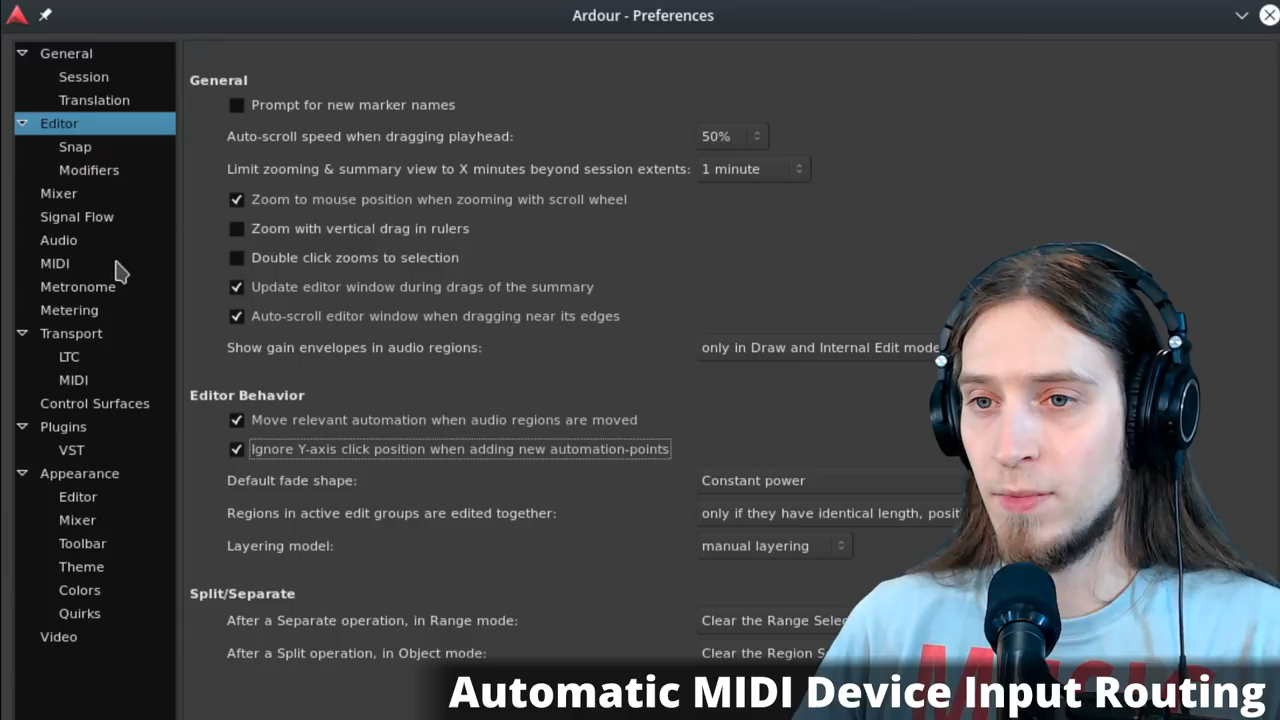 Ardour - Preferences
General
Session
Translation
Editor
Snap
Modifiers
Mixer
Signal Flow
Audio
MIDI
Metronome
Metering
Transport
LTC
MIDI
Control Surfaces
Plugins
VST
Appearance
Editor
Mixer
Toolbar
Theme
Colors
Quirks
Video
General
Prompt for new marker names
Auto-scroll speed when dragging playhead: 50%
Limit zooming & summary view to X minutes beyond session extents: 1 minute
Zoom to mouse position when zooming with scroll wheel
Zoom with vertical drag in rulers
Double click zooms to selection
Update editor window during drags of the summary
Auto-scroll editor window when dragging near its edges
Show gain envelopes in audio regions: only in Draw and Internal Edit mode
Editor Behavior
Move relevant automation when audio regions are moved
Ignore Y-axis click position when adding new automation-points
Default fade shape: Constant power
Regions in active edit groups are edited together: only if they have identical length,
Layering model: manual layering
Split/Separate
After a Separate operation, in Range mode: Clear the Range
After a Split operation, in Object mode: Clear the Region
Automatic MIDI Device Input Routing